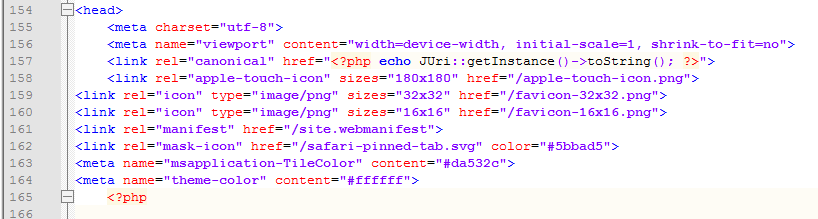 154 <head>
155 <meta charset="utf-8">
156 <meta name="viewport" content="width=device-width, initial-scale=1, shrink-to-fit=no">
157 <link rel="canonical" href="<?php echo JUri::getInstance()->toString(); ?>">
158 <link rel="apple-touch-icon" sizes="180x180" href="/apple-touch-icon.png">
159 <link rel="icon" type="image/png" sizes="32x32" href="/favicon-32x32.png">
160 <link rel="icon" type="image/png" sizes="16x16" href="/favicon-16x16.png">
161 <link rel="manifest" href="/site.webmanifest">
162 <link rel="mask-icon" href="/safari-pinned-tab.svg" color="#5bbad5">
163 <meta name="msapplication-TileColor" content="#da532c">
164 <meta name="theme-color" content="#ffffff">
165 <?php
166